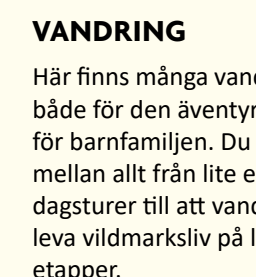 VANDRING
Här finns många
både för den
för barnfamiljen. Du
mellan allt från lite
dagsturer till att
leva vildmarksliv på
etapper.